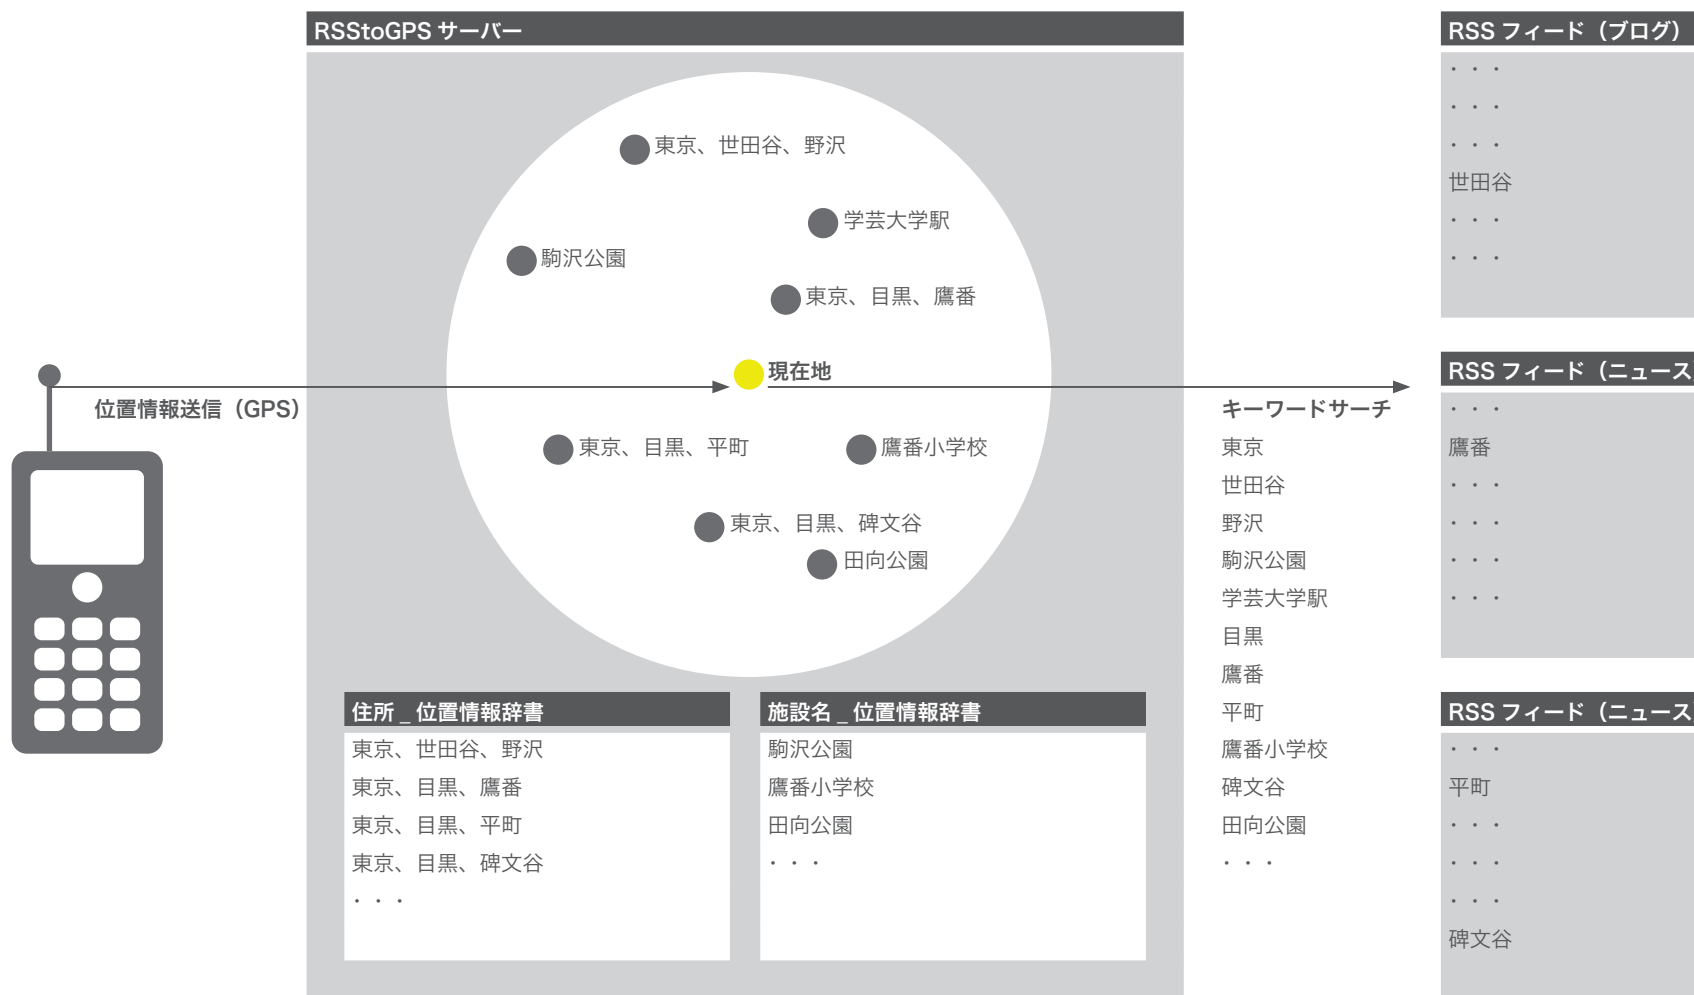 RSStoGPS サーバー
東京、世田谷、野沢
学芸大学駅
駒沢公園
東京、目黒、鷹番
現在地
位置情報送信（GPS）
東京、目黒、平町
鷹番小学校
東京、目黒、碑文谷
田向公園
住所 _ 位置情報辞書
東京、世田谷、野沢
東京、目黒、鷹番
東京、目黒、平町
東京、目黒、碑文谷
・・・
施設名 _ 位置情報辞書
駒沢公園
鷹番小学校
田向公園
・・・
キーワードサーチ
東京
世田谷
野沢
駒沢公園
学芸大学駅
目黒
鷹番
平町
鷹番小学校
碑文谷
田向公園
・・・
RSS フィード（ブログ）
・・・
・・・
・・・
世田谷
・・・
・・・
RSS フィード（ニュース
・・・
鷹番
・・・
・・・
・・・
・・・
RSS フィード（ニュース
・・・
平町
・・・
・・・
・・・
碑文谷